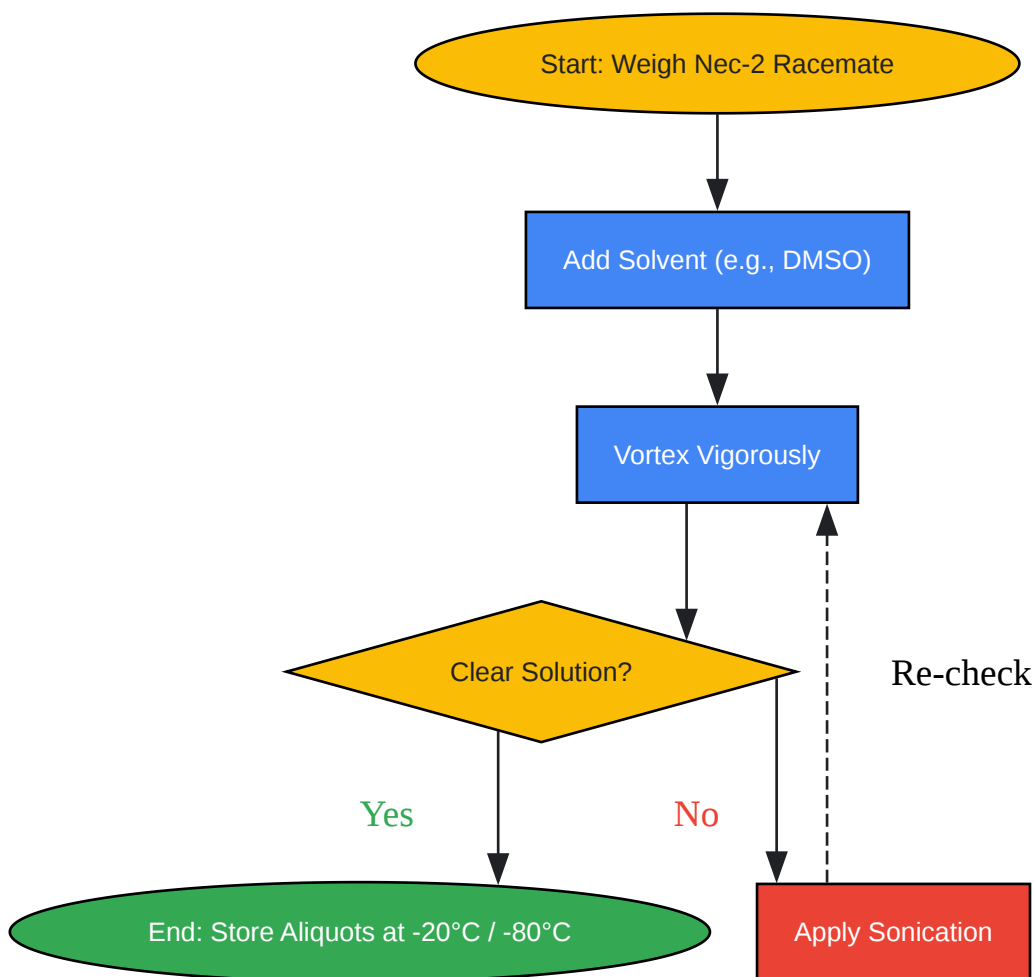 Start: Weigh Nec-2 Racemate
Add Solvent (e.g., DMSO)
Vortex Vigorously
Clear Solution?
Re-check
Yes
No
End: Store Aliquots at -20°C / -80°C
Apply Sonication